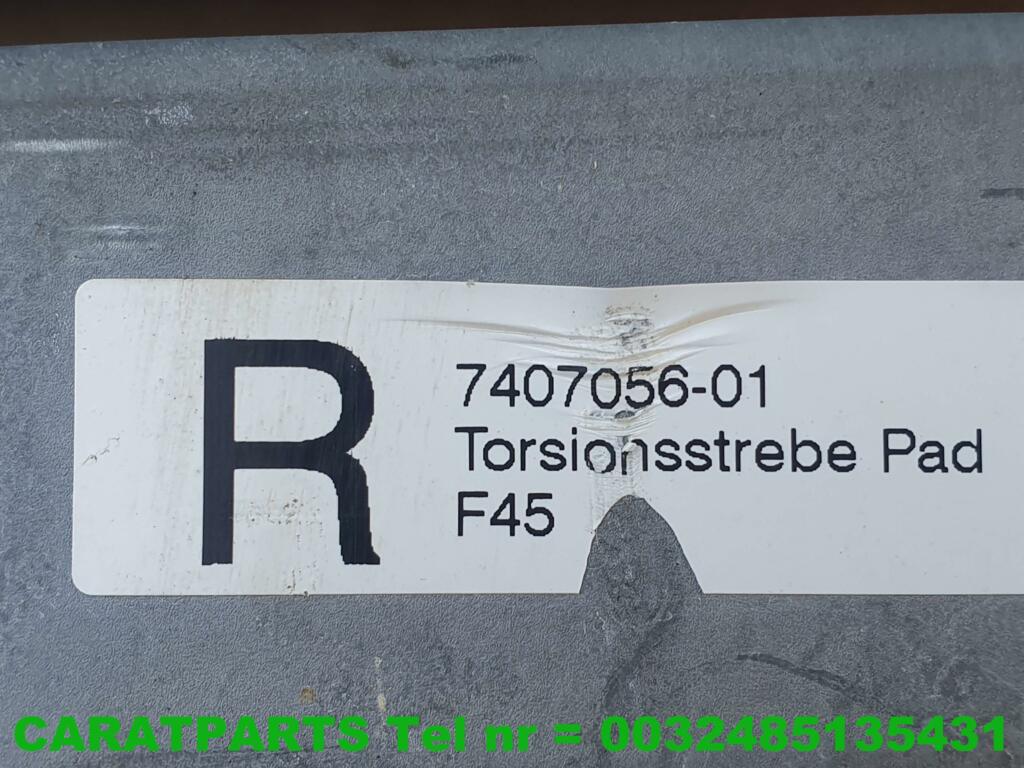 R
7407056-01
Torsionsstrebe Pad
F45
CARATPARTS Tel nr = 0032485135431